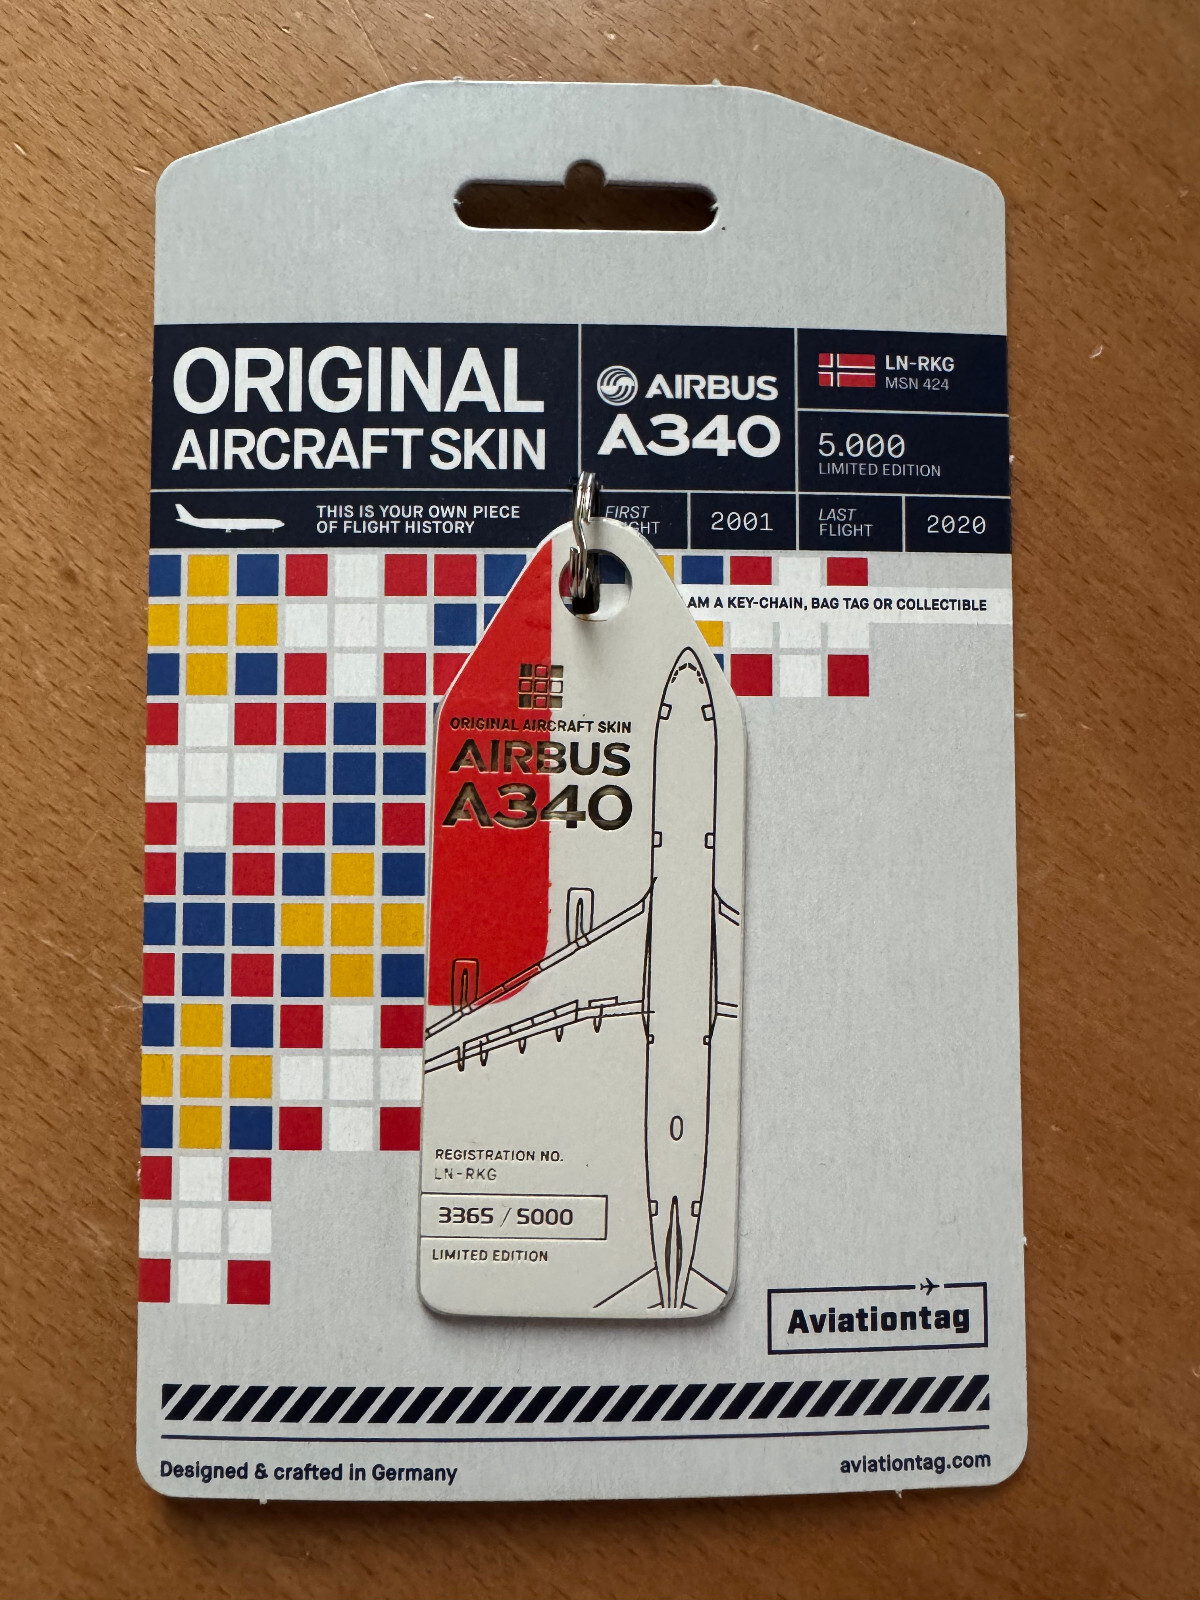 ORIGINAL
AIRCRAFT SKIN
AIRBUS
A340
LN-RKG
MSN 424
5.000
LIMITED EDITION
THIS IS YOUR OWN PIECE
OF FLIGHT HISTORY
FIRST
2001
LAST
FLIGHT
2020
AM A KEY-CHAIN, BAG TAG OR COLLECTIBLE
ORIGINAL AIRCRAFT SKIN
AIRBUS
A340
REGISTRATION NO.
LN-RKG
3365 / 5000
LIMITED EDITION
Aviationtag
Designed & crafted in Germany
aviationtag.com